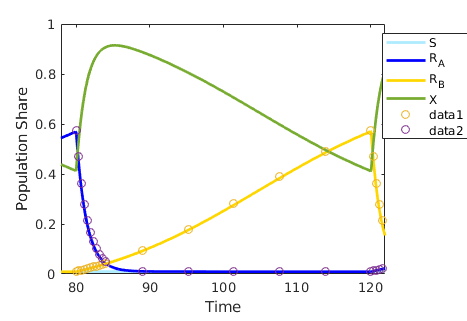 1
0.8
0.6
0.4
0.2
0
80
90
100
110
120
Population Share
Time
S
R_A
R_B
X
data1
data2